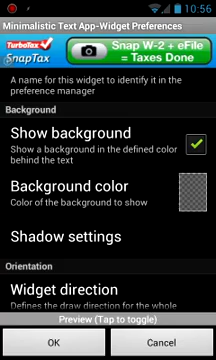 10:56
Minimalistic Text App-Widget Preferences
TurboTax
SnapTax
Snap W-2 + eFile
= Taxes Done
A name for this widget to identify it in the
preference manager
Background
Show background
Show a background in the defined color
behind the text
Background color
Color of the background to show
Shadow settings
Orientation
Widget direction
Defines the draw direction for the whole
Preview (Tap to toggle)
OK
Cancel